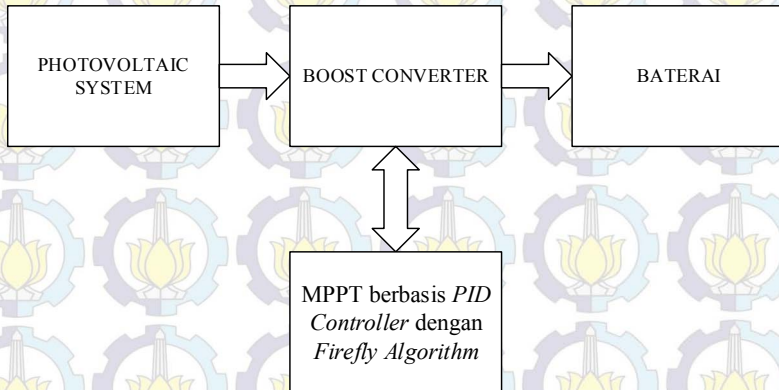 PHOTOVOLTAIC
SYSTEM
BOOST CONVERTER
BATERAI
MPPT berbasis PID
Controller dengan
Firefly Algorithm